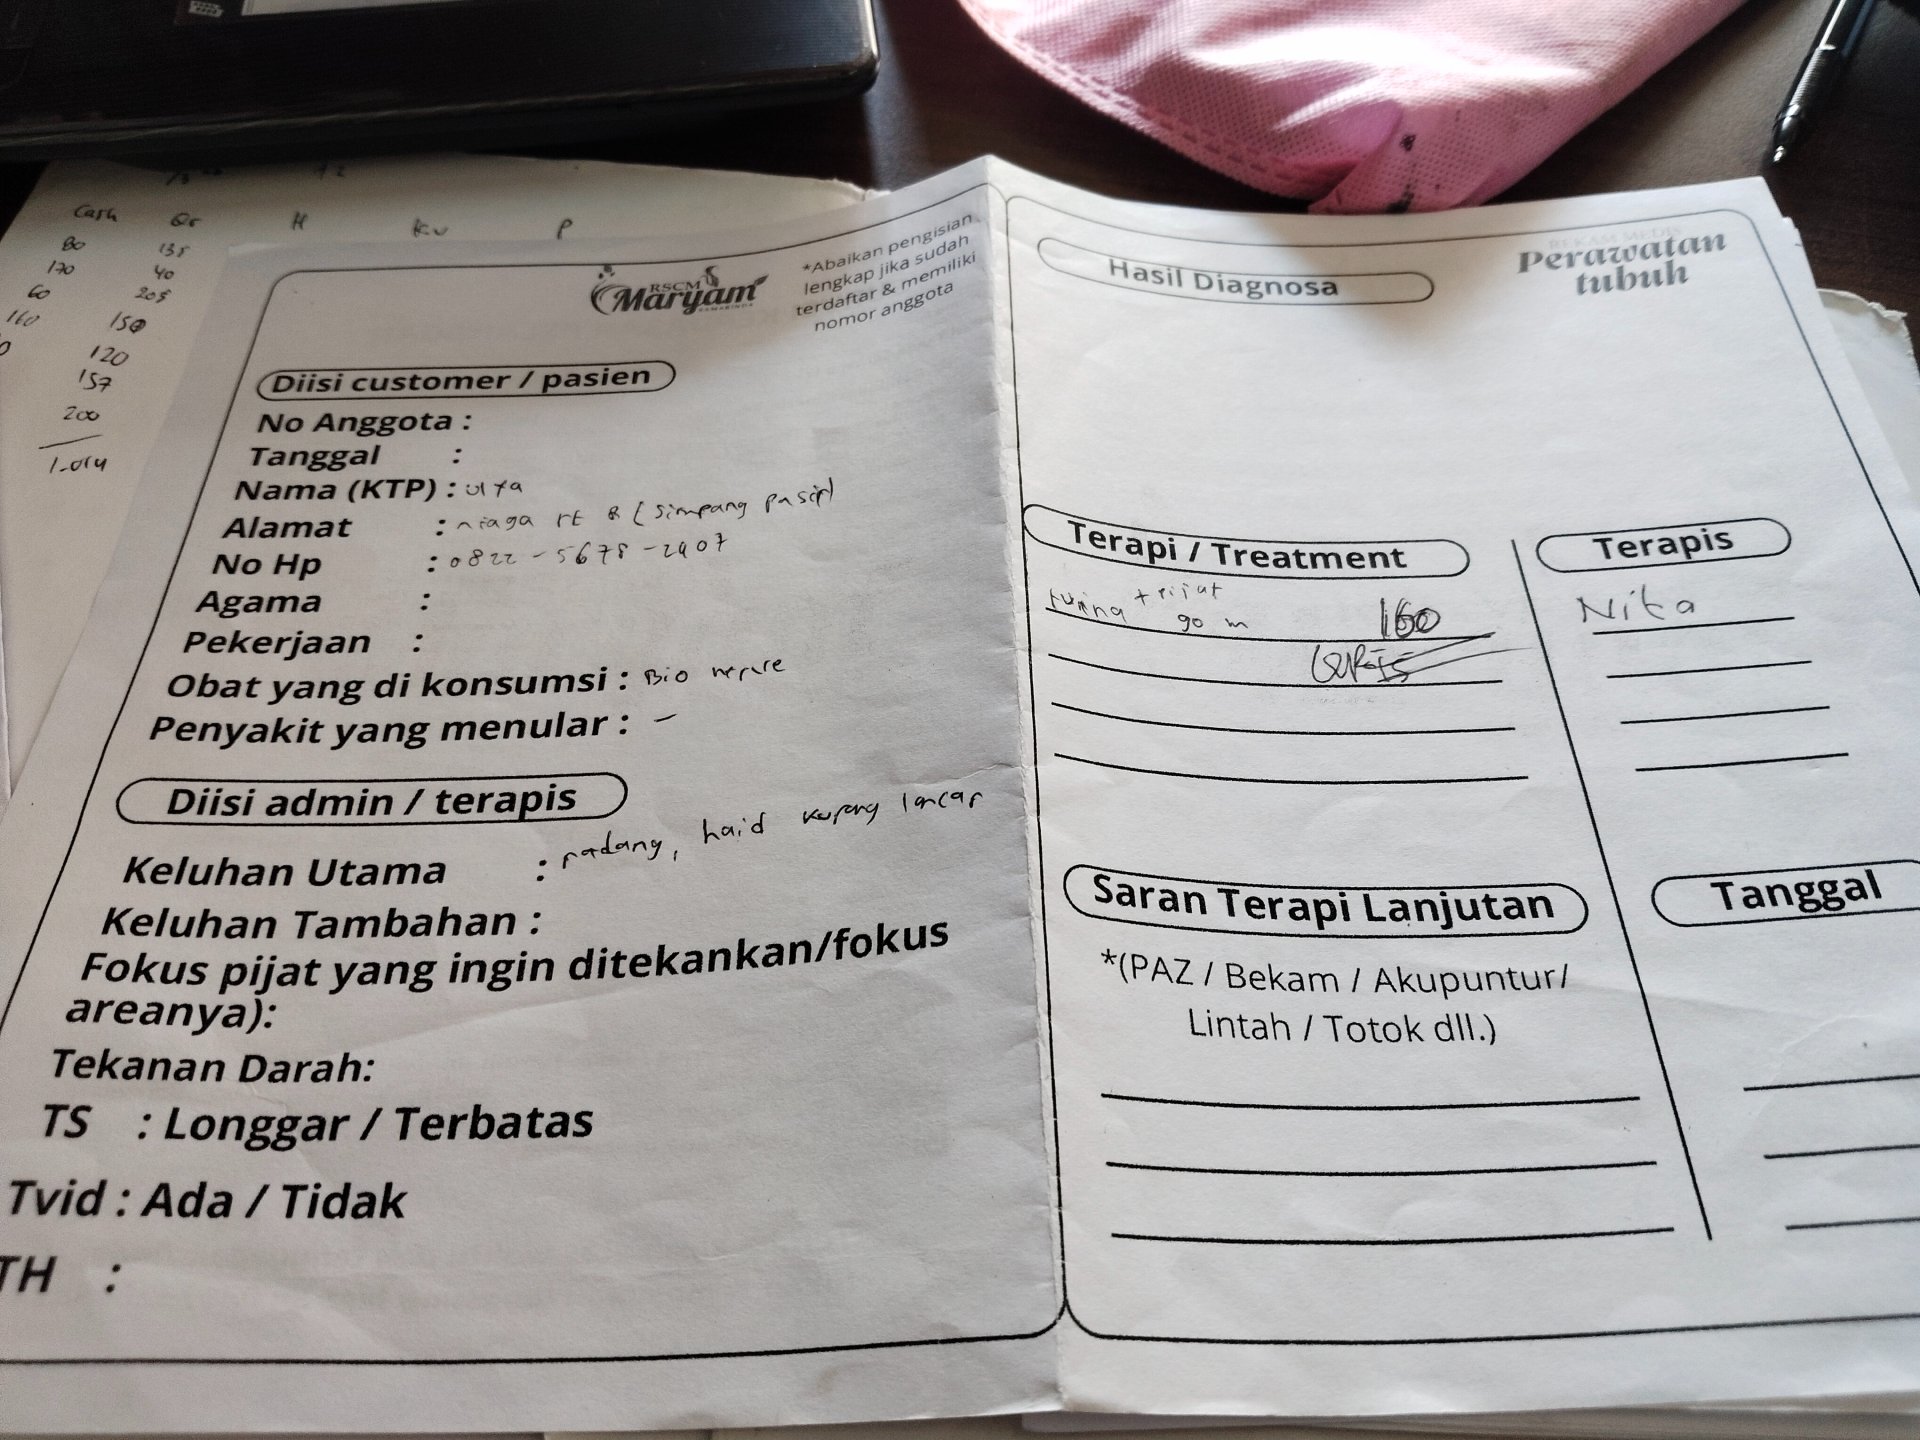 Cash Qr H Ku P
80 135
170 40
60 205
160 150
120
157
200
1.014
RSCM
Maryam
*Abaikan pengisian
lengkap jika sudah
terdaftar & memiliki
nomor anggota
Diisi customer / pasien
No Anggota :
Tanggal :
Nama (KTP) : ulya
Alamat : niaga rt 8 (simpang pasir)
No Hp : 0822-5678-2907
Agama :
Pekerjaan :
Obat yang di konsumsi : Bio
Penyakit yang menular : -
Diisi admin / terapis
Keluhan Utama : radang, haid kurang lancar
Keluhan Tambahan :
Fokus pijat yang ingin ditekankan/fokus
areanya):
Tekanan Darah:
TS : Longgar / Terbatas
Tvid : Ada / Tidak
TH :
REKAM MEDIS
Perawatan
tubuh
Hasil Diagnosa
Terapi / Treatment
+ pijat
90 m 160
Terapis
Nita
Saran Terapi Lanjutan
*(PAZ / Bekam / Akupuntur/
Lintah / Totok dll.)
Tanggal